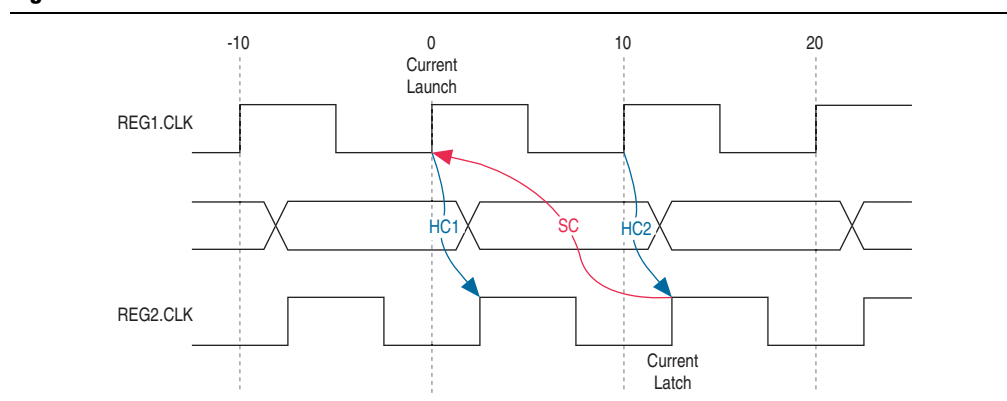 -10 0 10 20
Current
Launch
REG1.CLK
HC1 SC HC2
REG2.CLK
Current
Latch